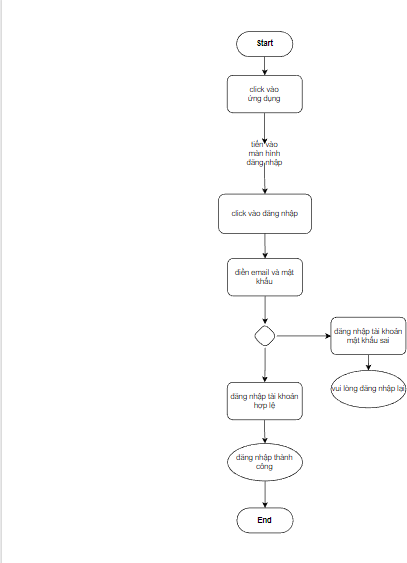 Start
click vào
ứng dụng
tiến vào
màn hình
đăng nhập
click vào đăng nhập
điền email và mật
khẩu
đăng nhập tài khoản
mật khẩu sai
vui lòng đăng nhập lại
đăng nhập tài khoản
hợp lệ
đăng nhập thành
công
End